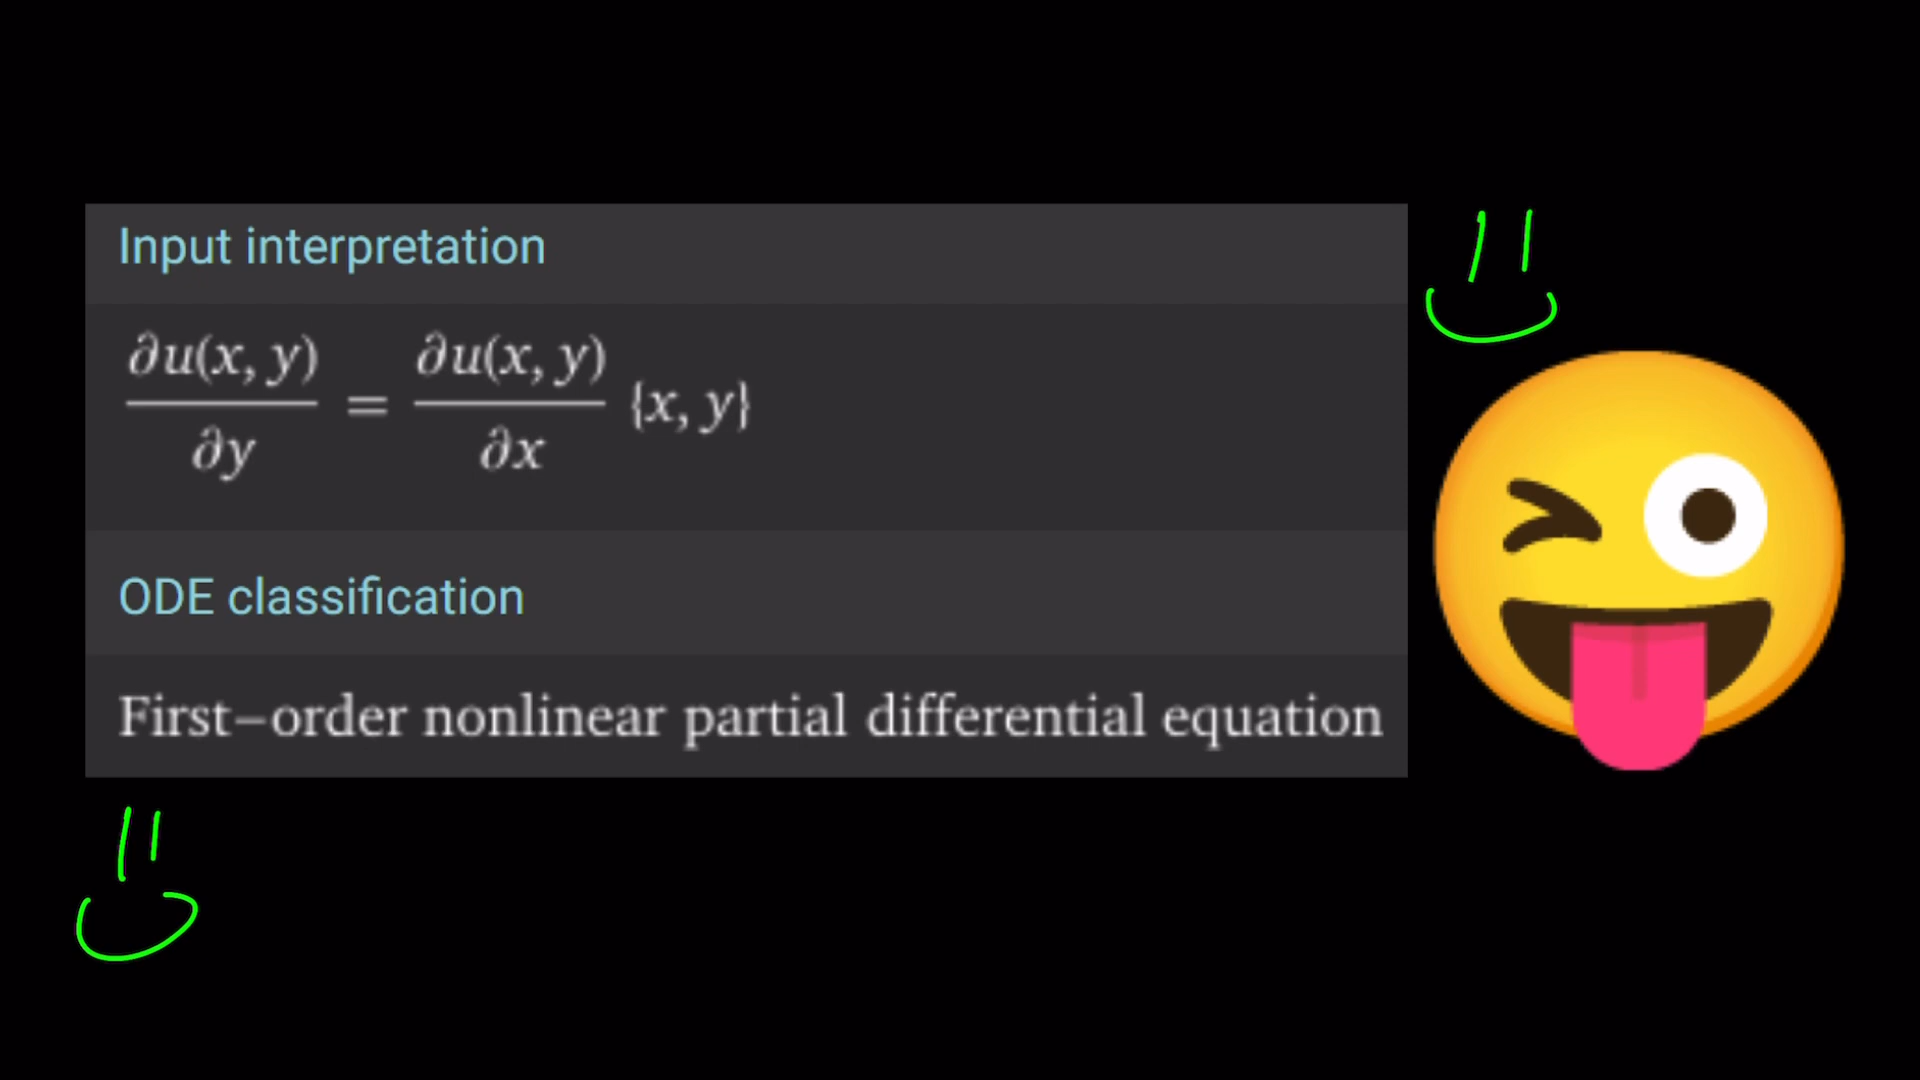 Input interpretation
∂u(x, y)/∂y = ∂u(x, y)/∂x {x, y}
ODE classification
First−order nonlinear partial differential equation